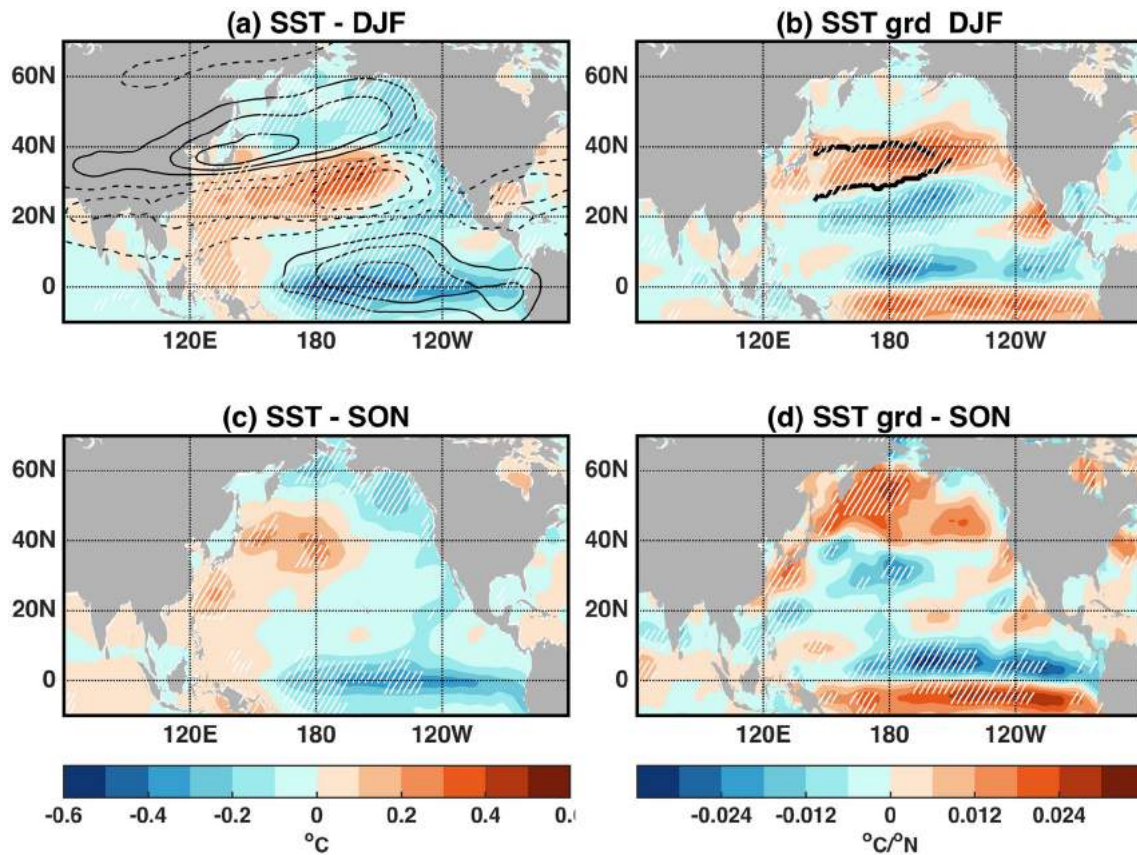 (a) SST - DJF
(b) SST grd DJF
60N
40N
20N
0
120E 180 120W
60N
40N
20N
0
120E 180 120W
(c) SST - SON
(d) SST grd - SON
60N
40N
20N
0
120E 180 120W
60N
40N
20N
0
120E 180 120W
-0.6 -0.4 -0.2 0 0.2 0.4
°C
-0.024 -0.012 0 0.012 0.024
°C/°N